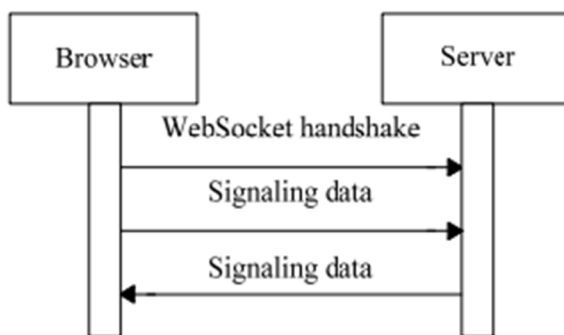 Browser
Server
WebSocket handshake
Signaling data
Signaling data